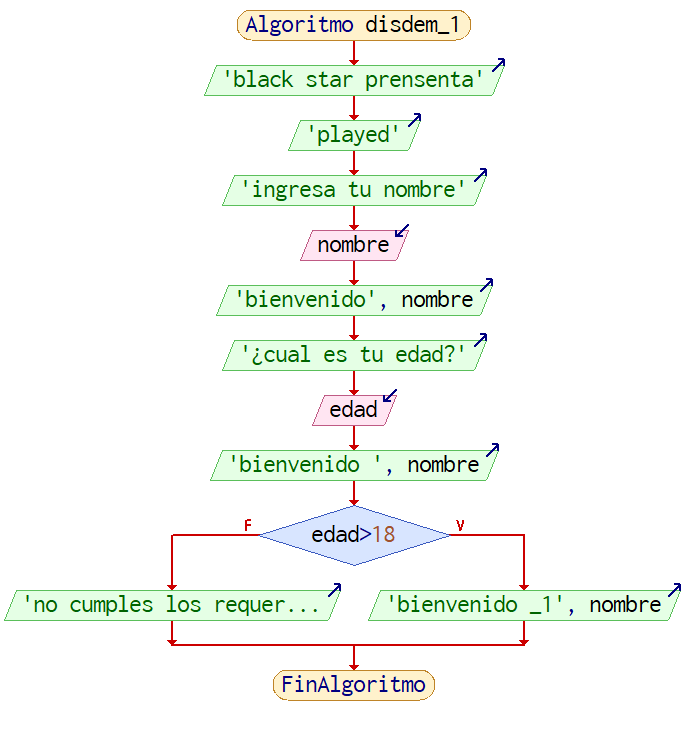 Algoritmo disdem_1
'black star prensenta'
'played'
'ingresa tu nombre'
nombre
'bienvenido', nombre
'¿cual es tu edad?'
edad
'bienvenido ', nombre
F
edad>18
V
'no cumples los requer...
'bienvenido _1', nombre
FinAlgoritmo